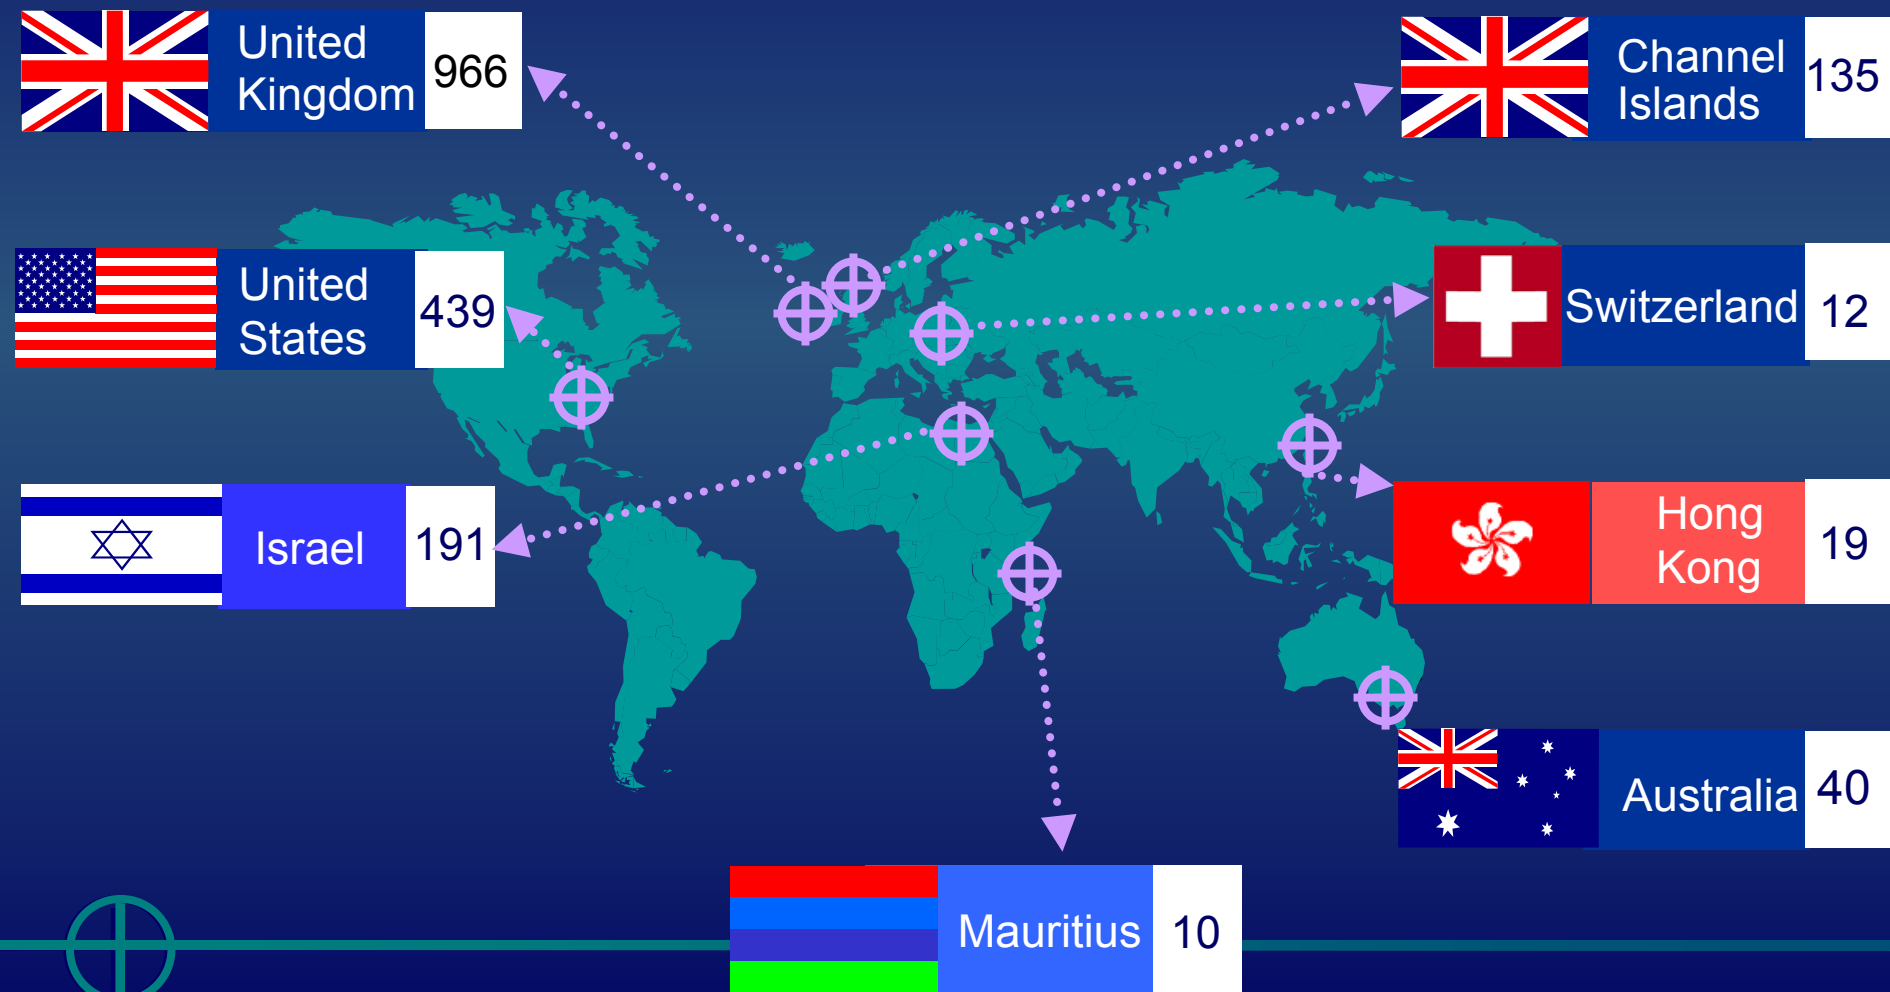 United
Kingdom
966
Channel
Islands
135
United
States
439
Switzerland
12
Israel
191
Hong
Kong
19
Australia
40
Mauritius
10